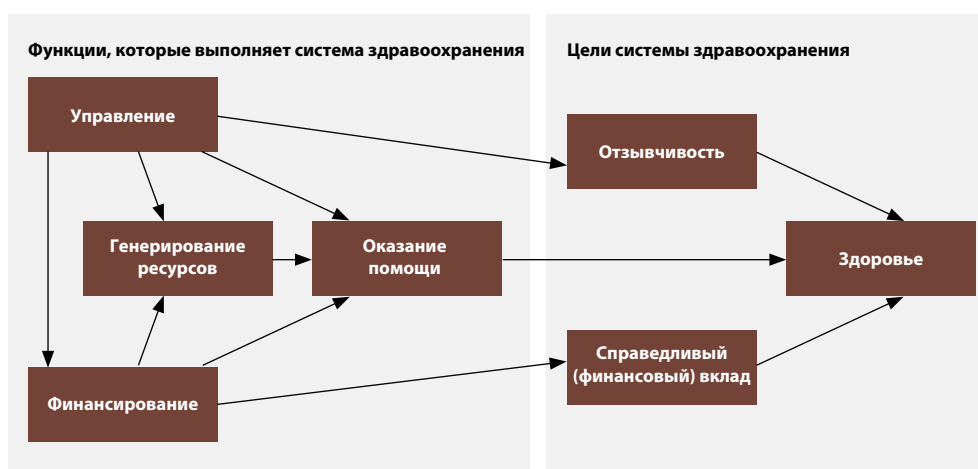 Функции, которые выполняет система здравоохранения
Цели системы здравоохранения
Управление
Отзывчивость
Генерирование
ресурсов
Оказание
помощи
Здоровье
Справедливый
(финансовый) вклад
Финансирование